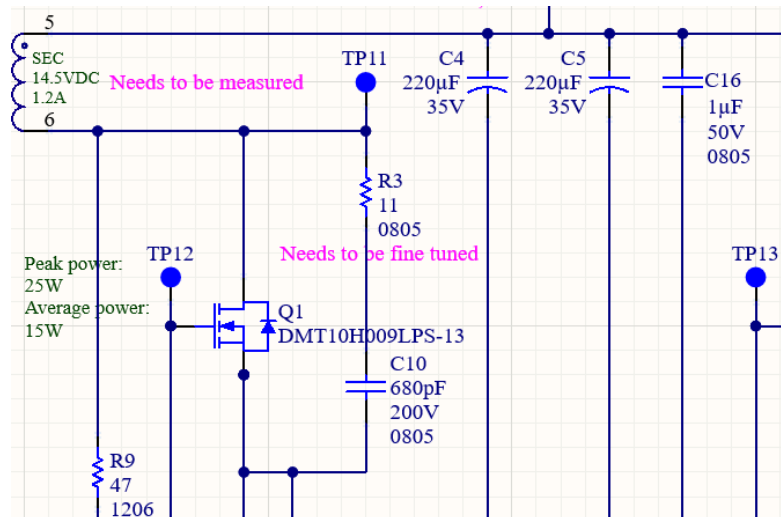 5
SEC
14.5VDC
1.2A
Needs to be measured
6
TP11
C4
220µF
35V
C5
220µF
35V
C16
1µF
50V
0805
R3
11
0805
TP12
Needs to be fine tuned
TP13
Peak power:
25W
Average power:
15W
Q1
DMT10H009LPS-13
C10
680pF
200V
0805
R9
47
1206